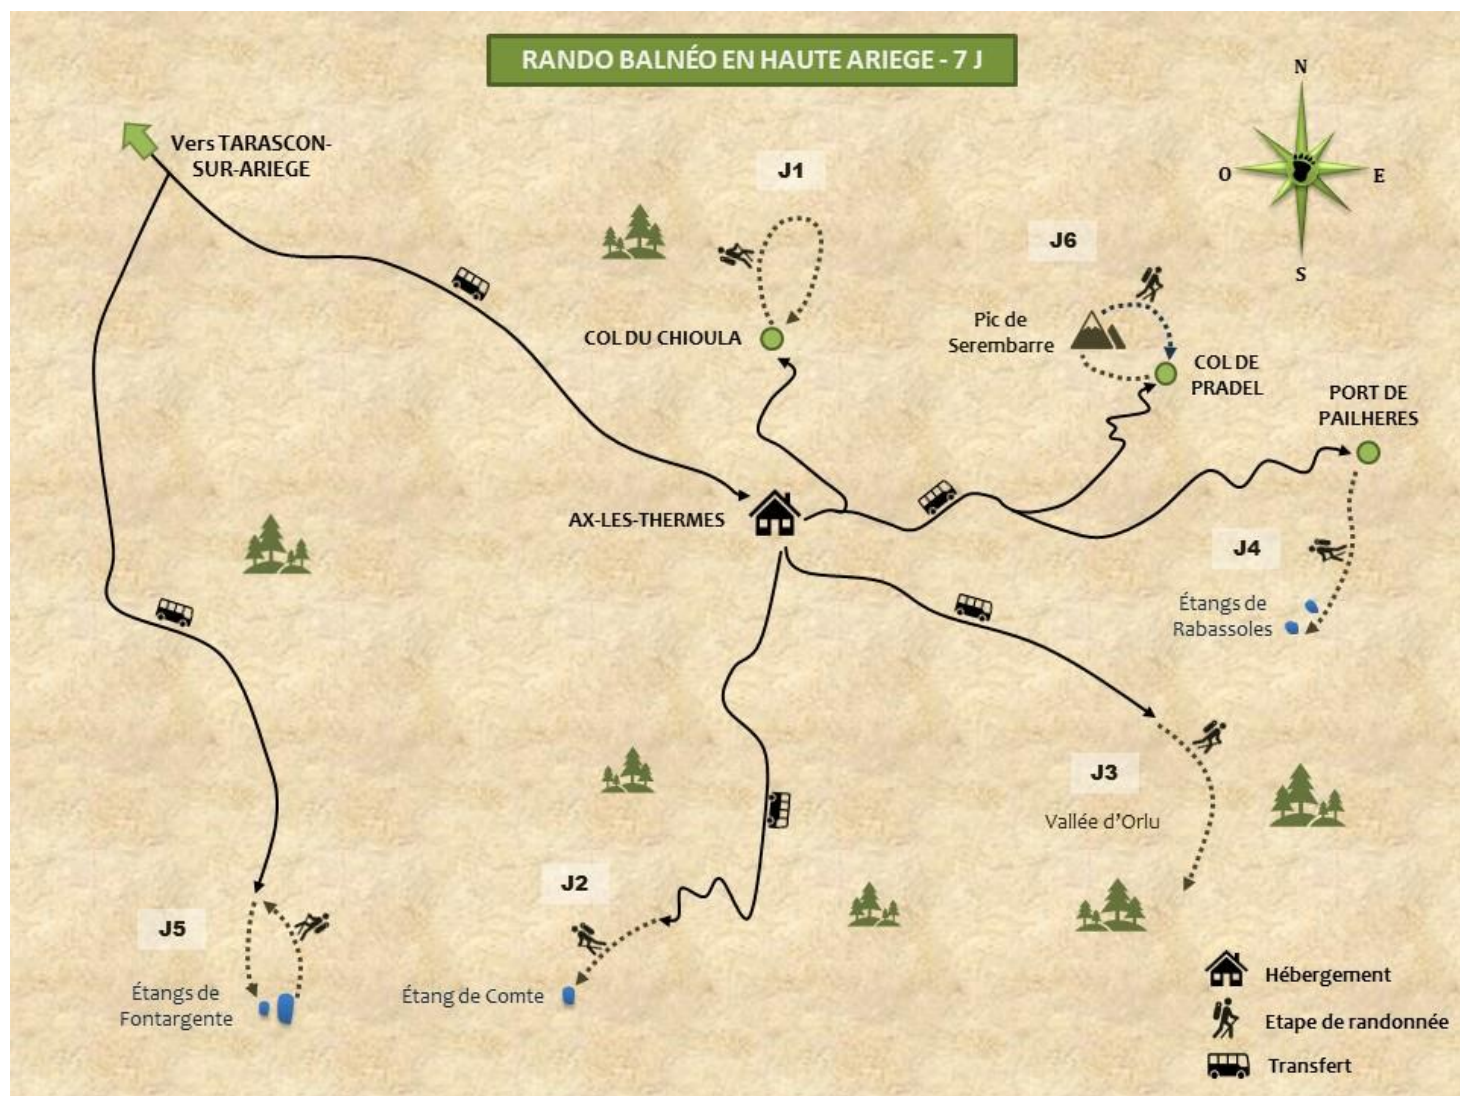 RANDO BALNÉO EN HAUTE ARIEGE - 7 J
N
O
E
S
Vers TARASCON-
SUR-ARIEGE
J1
COL DU CHIOULA
J6
Pic de
Serembarre
COL DE
PRADEL
PORT DE
PAILHERES
AX-LES-THERMES
J4
Étangs de
Rabassoles
J3
Vallée d'Orlu
J2
Étang de Comte
J5
Étangs de
Fontargente
Hébergement
Etape de randonnée
Transfert